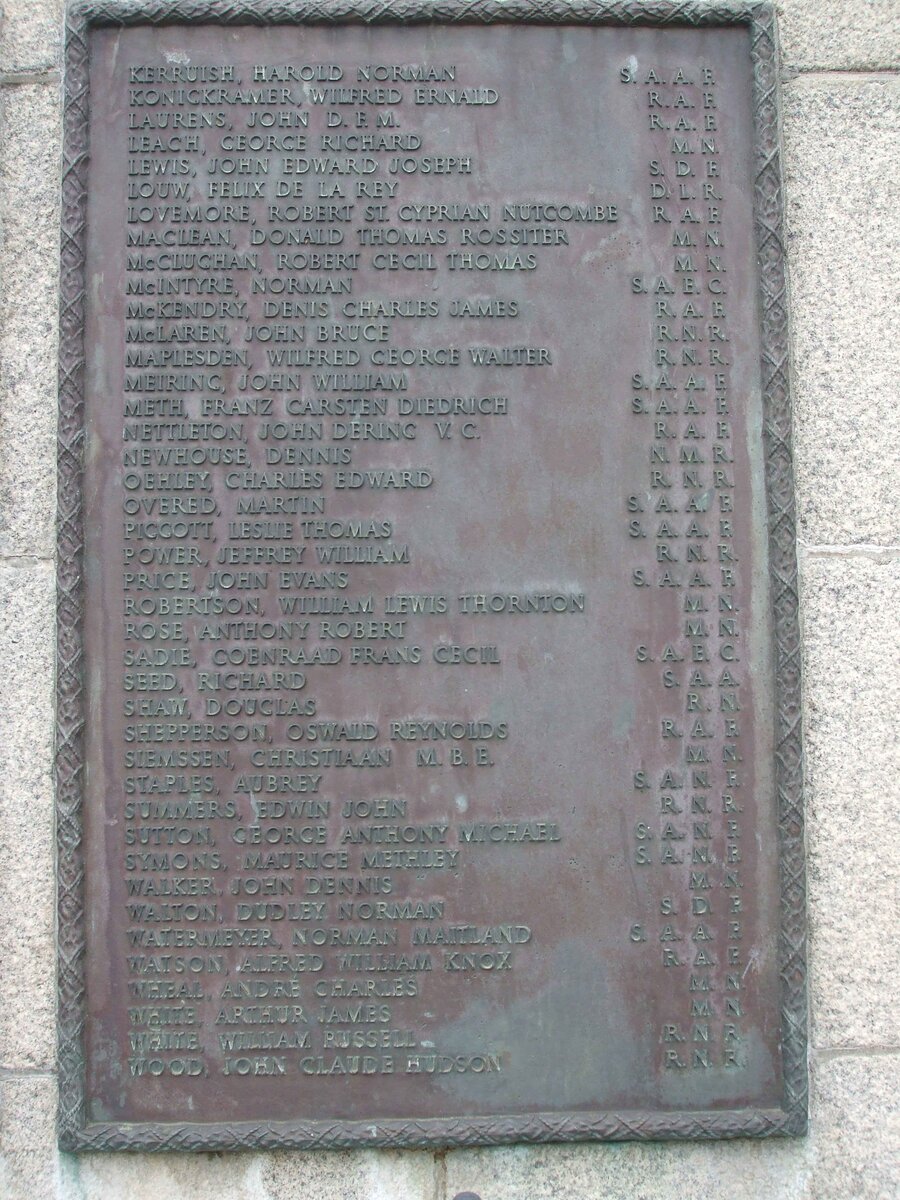 KERRUISH, HAROLD NORMAN S. A. A. F.
KONICKRAMER, WILFRED ERNALD R. A. F.
LAURENS, JOHN D. F. M. R. A. F.
LEACH, GEORGE RICHARD M. N.
LEWIS, JOHN EDWARD JOSEPH S. D. F.
LOUW, FELIX DE LA REY D. L. R.
LOVEMORE, ROBERT ST. CYPRIAN NUTCOMBE R. A. F.
MACLEAN, DONALD THOMAS ROSSITER M. N.
McCLUGHAN, ROBERT CECIL THOMAS M. N.
McINTYRE, NORMAN S. A. E. C.
McKENDRY, DENIS CHARLES JAMES R. A. F.
McLAREN, JOHN BRUCE R. N. R.
MAPLESDEN, WILFRED GEORGE WALTER R. N. R.
MEIRING, JOHN WILLIAM S. A. A. F.
METH, FRANZ CARSTEN DIEDRICH S. A. A. F.
NETTLETON, JOHN DERING V. C. R. A. F.
NEWHOUSE, DENNIS N. M. R.
OEHLEY, CHARLES EDWARD R. N. R.
OVERED, MARTIN S. A. A. F.
PIGGOTT, LESLIE THOMAS S. A. A. F.
POWER, JEFFREY WILLIAM R. N. R.
PRICE, JOHN EVANS S. A. A. F.
ROBERTSON, WILLIAM LEWIS THORNTON M. N.
ROSE, ANTHONY ROBERT M. N.
SADIE, COENRAAD FRANS CECIL S. A. E. C.
SEED, RICHARD S. A. A.
SHAW, DOUGLAS R. N.
SHEPPERSON, OSWALD REYNOLDS R. A. F.
SIEMSSEN, CHRISTIAAN M. B. E. M. N.
STAPLES, AUBREY S. A. N. F.
SUMMERS, EDWIN JOHN R. N. R.
SUTTON, GEORGE ANTHONY MICHAEL S. A. N. F.
SYMONS, MAURICE METHLEY S. A. N. F.
WALKER, JOHN DENNIS M. N.
WALTON, DUDLEY NORMAN S. D. F.
WATERMEYER, NORMAN MAITLAND S. A. A. F.
WATSON, ALFRED WILLIAM KNOX R. A. F.
WHEAL, ANDRE CHARLES M. N.
WHITE ARTHUR JAMES M. N.
WHITE WILLIAM RUSSELL R. N. R.
WOOD, JOHN CLAUDE HUDSON R. N. R.